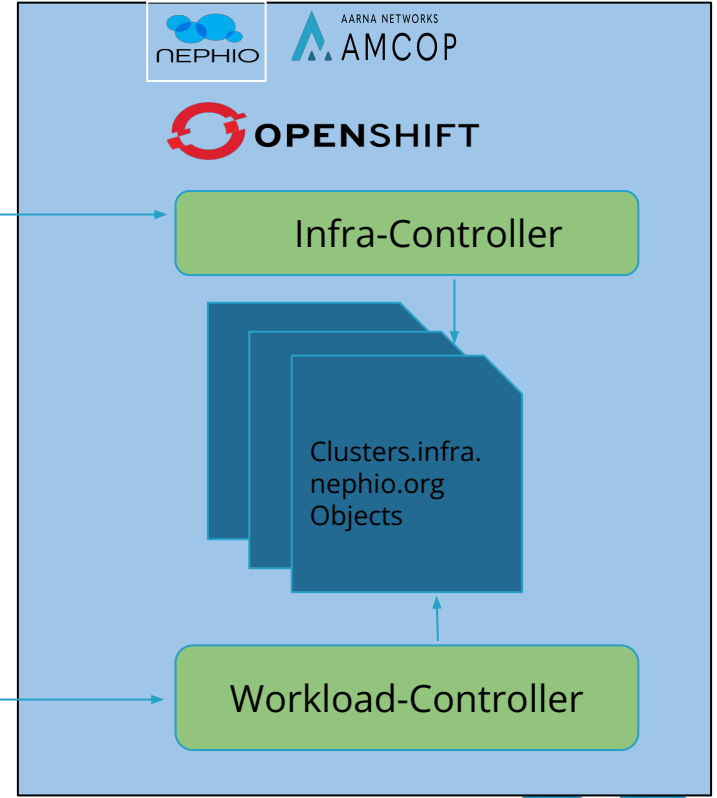 NEPHIO
AARNA NETWORKS
AMCOP
OPENSHIFT
Infra-Controller
Clusters.infra.
nephio.org
Objects
Workload-Controller